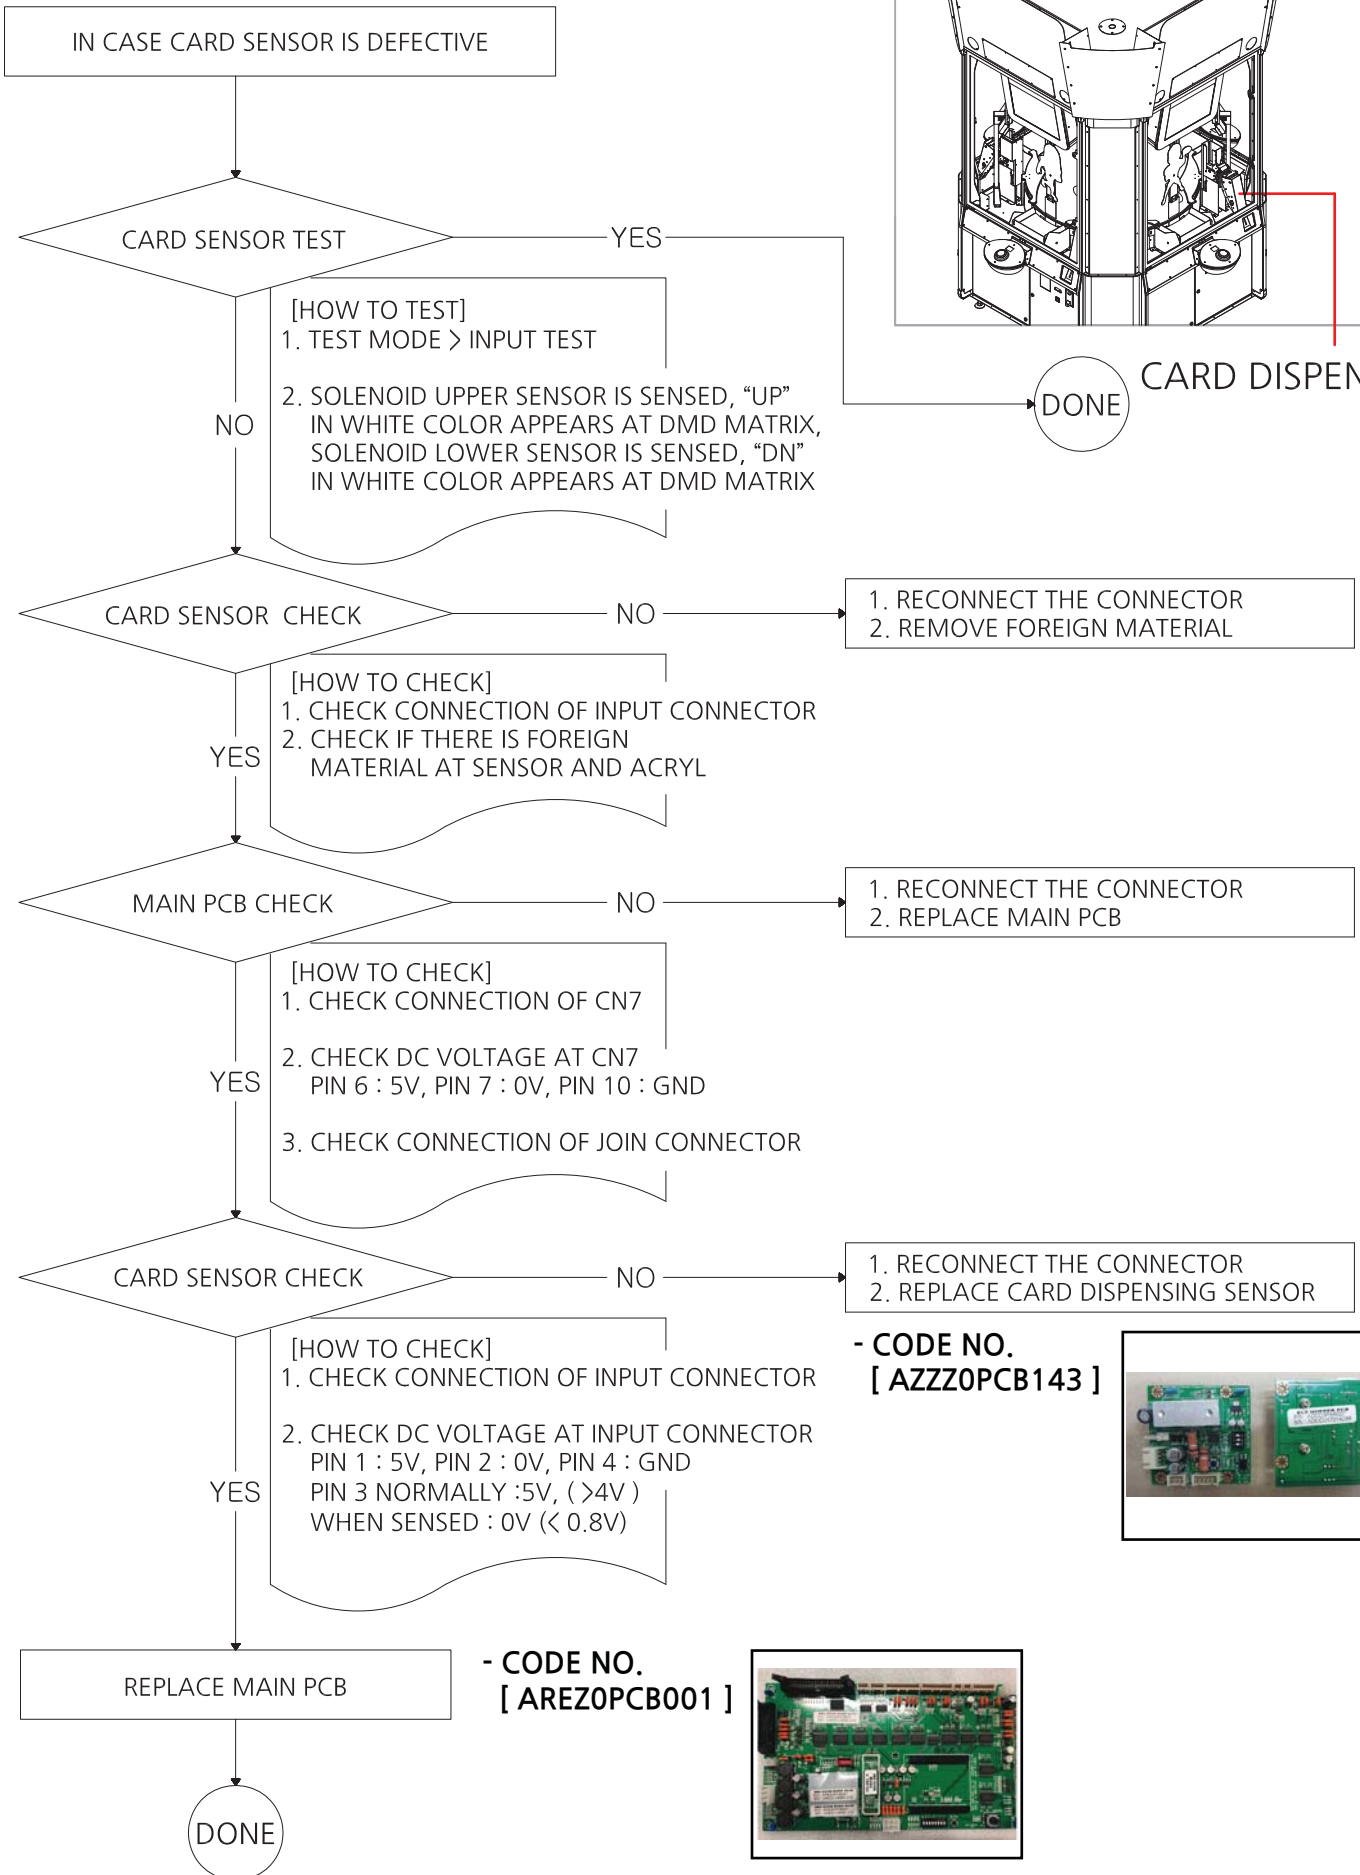 IN CASE CARD SENSOR IS DEFECTIVE
CARD SENSOR TEST
YES
[HOW TO TEST]
1. TEST MODE > INPUT TEST
2. SOLENOID UPPER SENSOR IS SENSED, “UP”
IN WHITE COLOR APPEARS AT DMD MATRIX,
SOLENOID LOWER SENSOR IS SENSED, “DN”
IN WHITE COLOR APPEARS AT DMD MATRIX
NO
DONE
CARD DISPEN
CARD SENSOR CHECK
NO
1. RECONNECT THE CONNECTOR
2. REMOVE FOREIGN MATERIAL
[HOW TO CHECK]
1. CHECK CONNECTION OF INPUT CONNECTOR
2. CHECK IF THERE IS FOREIGN
MATERIAL AT SENSOR AND ACRYL
YES
MAIN PCB CHECK
NO
1. RECONNECT THE CONNECTOR
2. REPLACE MAIN PCB
[HOW TO CHECK]
1. CHECK CONNECTION OF CN7
2. CHECK DC VOLTAGE AT CN7
PIN 6 : 5V, PIN 7 : 0V, PIN 10 : GND
3. CHECK CONNECTION OF JOIN CONNECTOR
YES
CARD SENSOR CHECK
NO
1. RECONNECT THE CONNECTOR
2. REPLACE CARD DISPENSING SENSOR
[HOW TO CHECK]
1. CHECK CONNECTION OF INPUT CONNECTOR
2. CHECK DC VOLTAGE AT INPUT CONNECTOR
PIN 1 : 5V, PIN 2 : 0V, PIN 4 : GND
PIN 3 NORMALLY :5V, ( >4V )
WHEN SENSED : 0V (< 0.8V)
YES
- CODE NO.
[ AZZZ0PCB143 ]
REPLACE MAIN PCB
- CODE NO.
[ AREZ0PCB001 ]
DONE